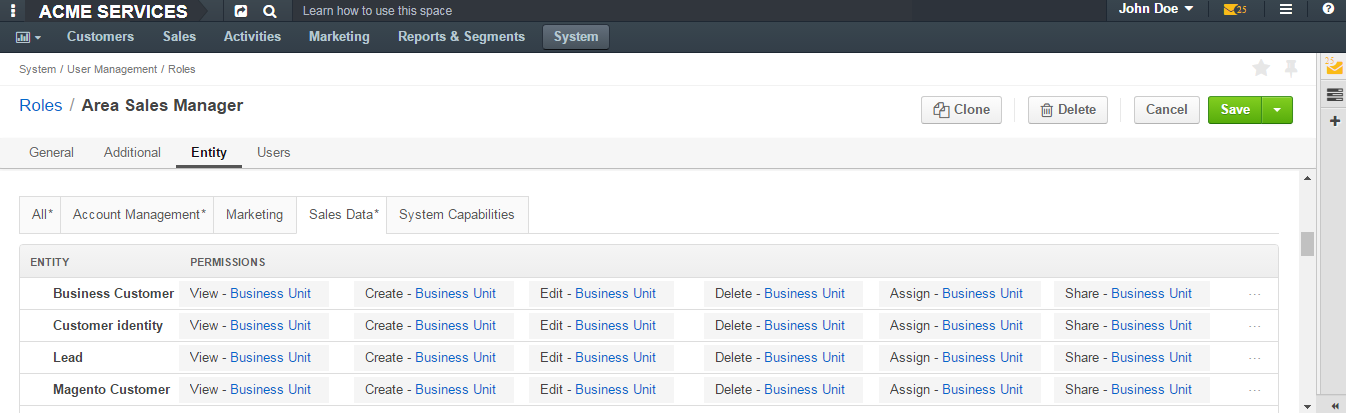 ACME SERVICES Learn how to use this space John Doe 25
Customers Sales Activities Marketing Reports & Segments System
System / User Management / Roles
25
Roles / Area Sales Manager Clone Delete Cancel Save
General Additional Entity Users
All* Account Management* Marketing Sales Data* System Capabilities
ENTITY PERMISSIONS
Business Customer View - Business Unit Create - Business Unit Edit - Business Unit Delete - Business Unit Assign - Business Unit Share - Business Unit ...
Customer identity View - Business Unit Create - Business Unit Edit - Business Unit Delete - Business Unit Assign - Business Unit Share - Business Unit ...
Lead View - Business Unit Create - Business Unit Edit - Business Unit Delete - Business Unit Assign - Business Unit Share - Business Unit ...
Magento Customer View - Business Unit Create - Business Unit Edit - Business Unit Delete - Business Unit Assign - Business Unit Share - Business Unit ...